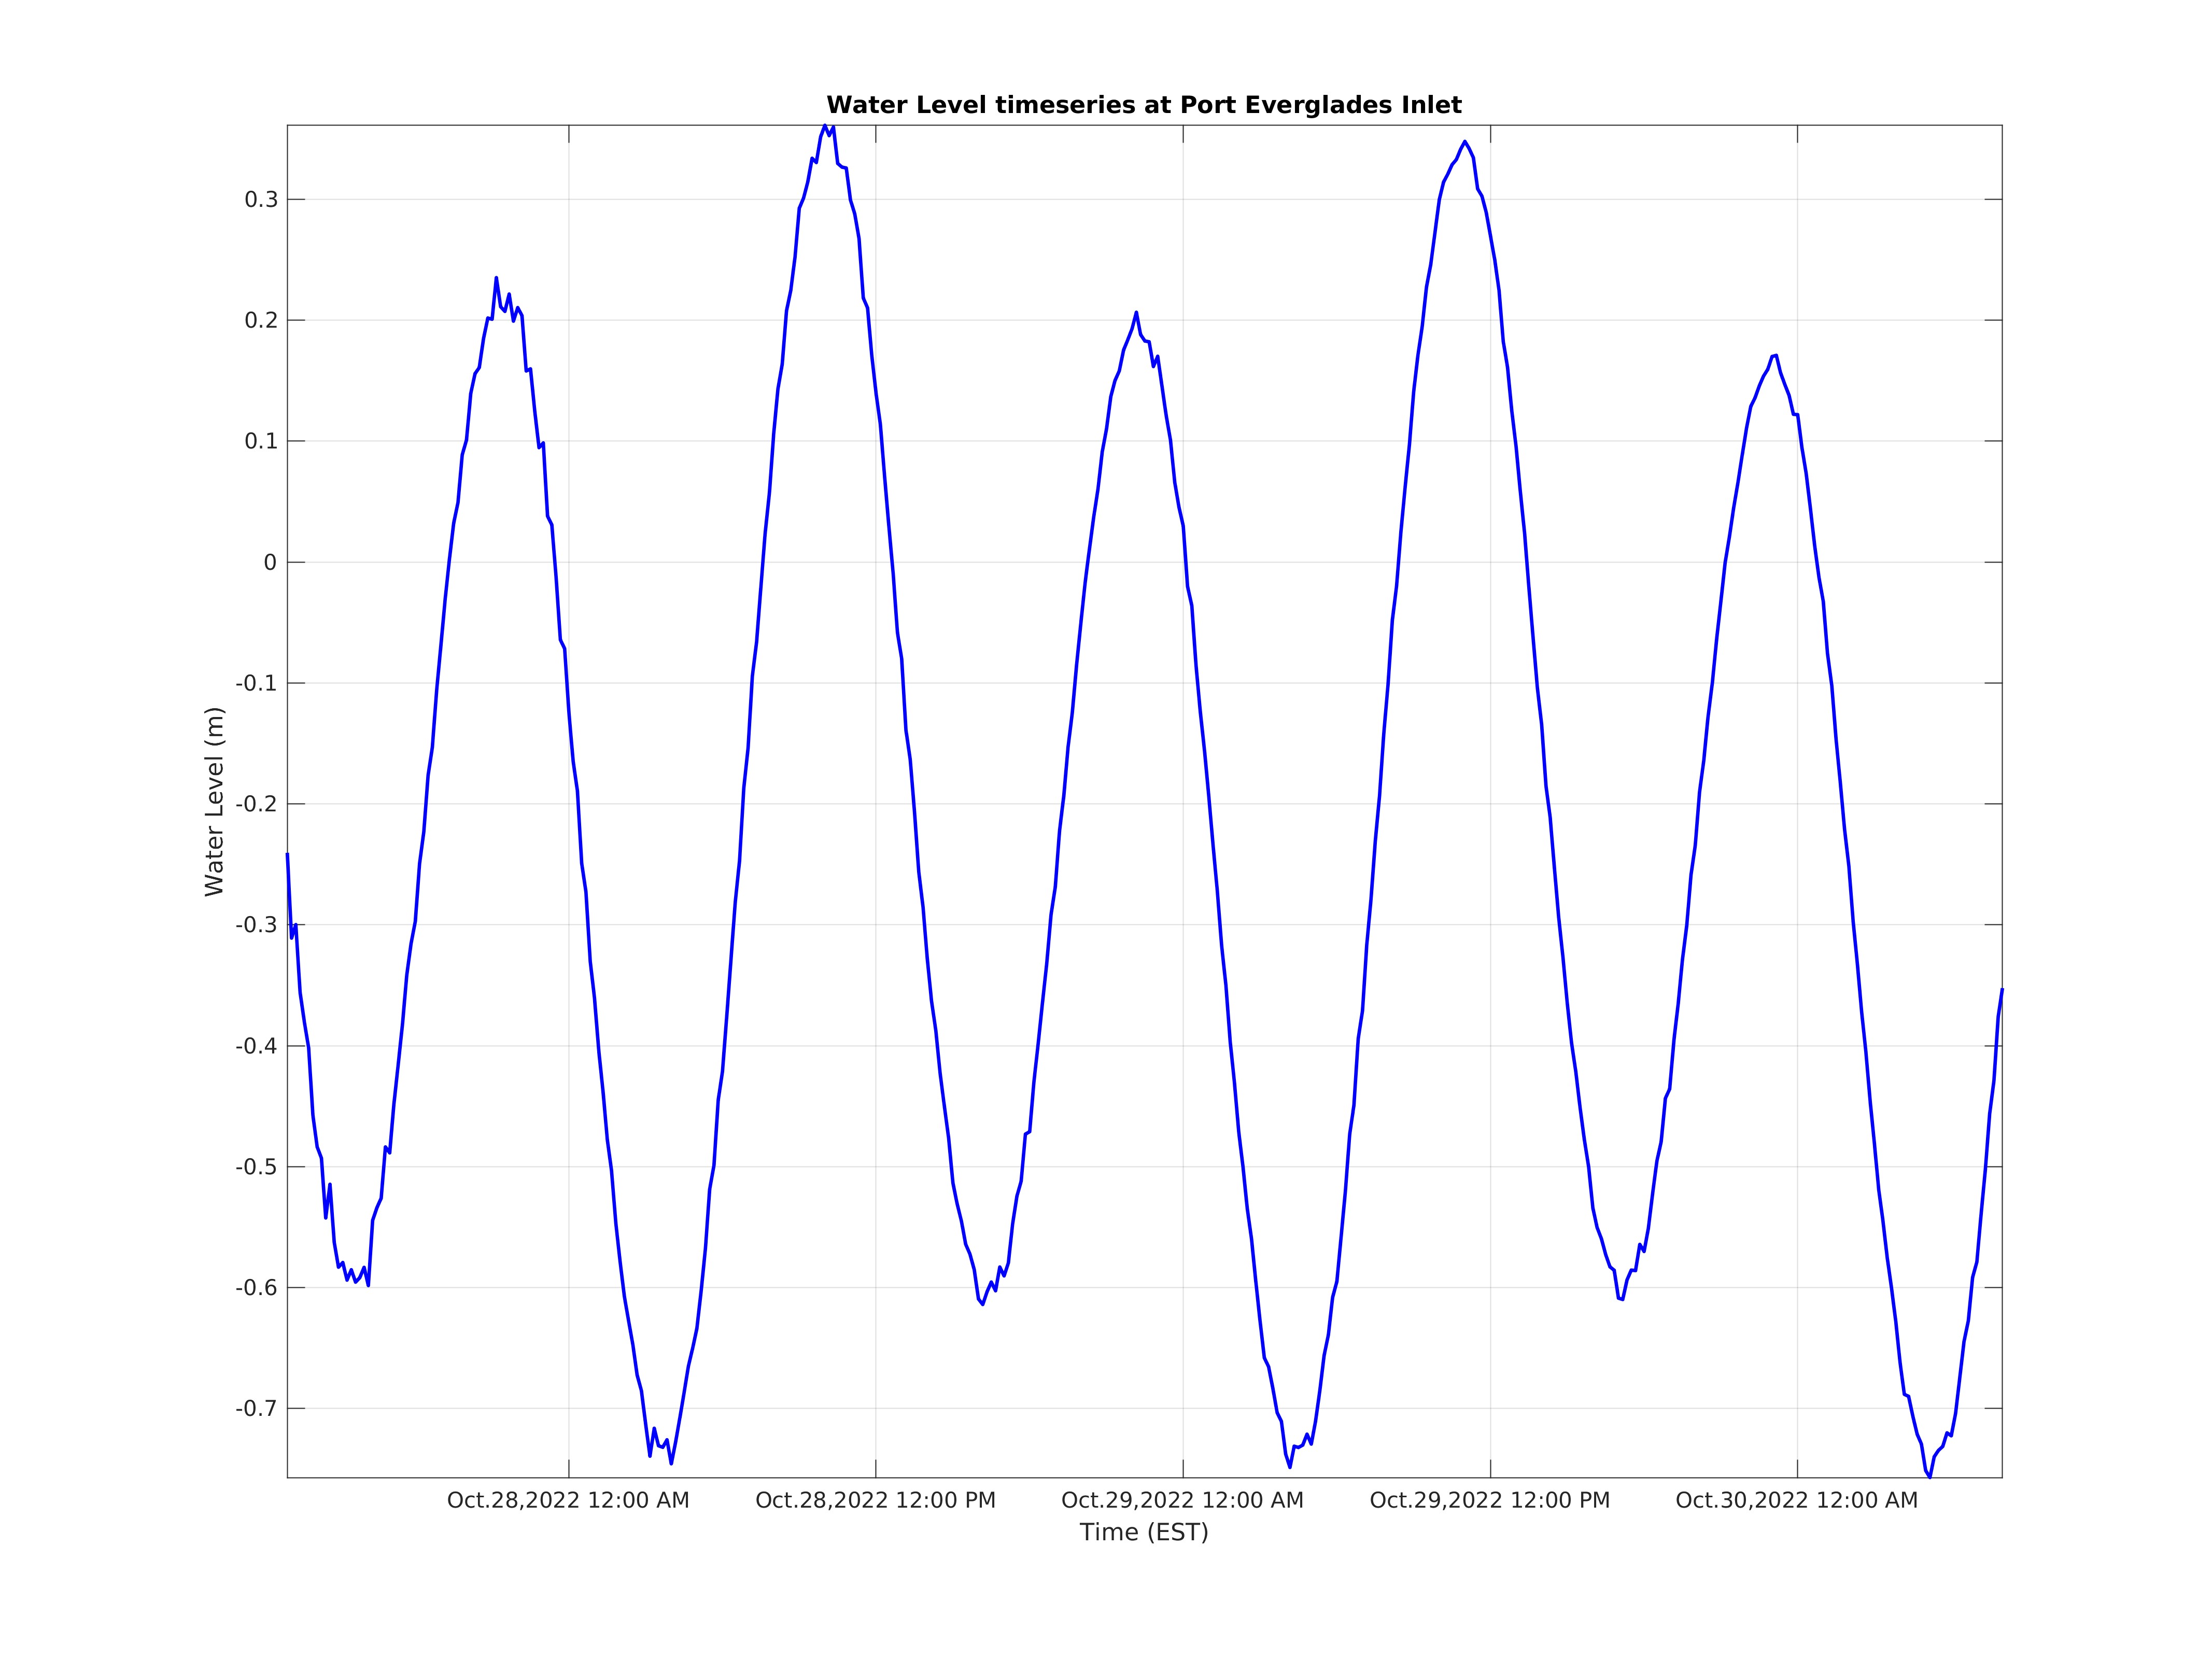 Water Level timeseries at Port Everglades Inlet
0.3
0.2
0.1
0
-0.1
-0.2
-0.3
-0.4
-0.5
-0.6
-0.7
Water Level (m)
Oct.28,2022 12:00 AM
Oct.28,2022 12:00 PM
Oct.29,2022 12:00 AM
Oct.29,2022 12:00 PM
Oct.30,2022 12:00 AM
Time (EST)